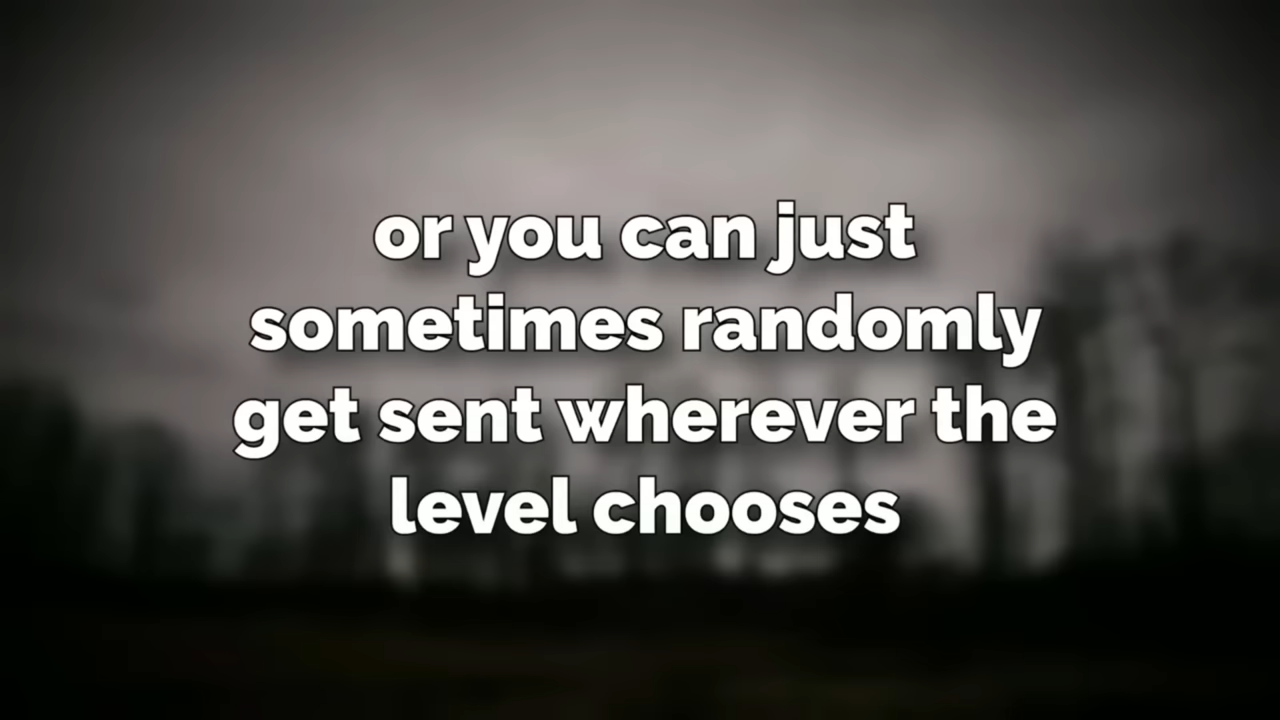 or you can just
sometimes randomly
get sent wherever the
level chooses